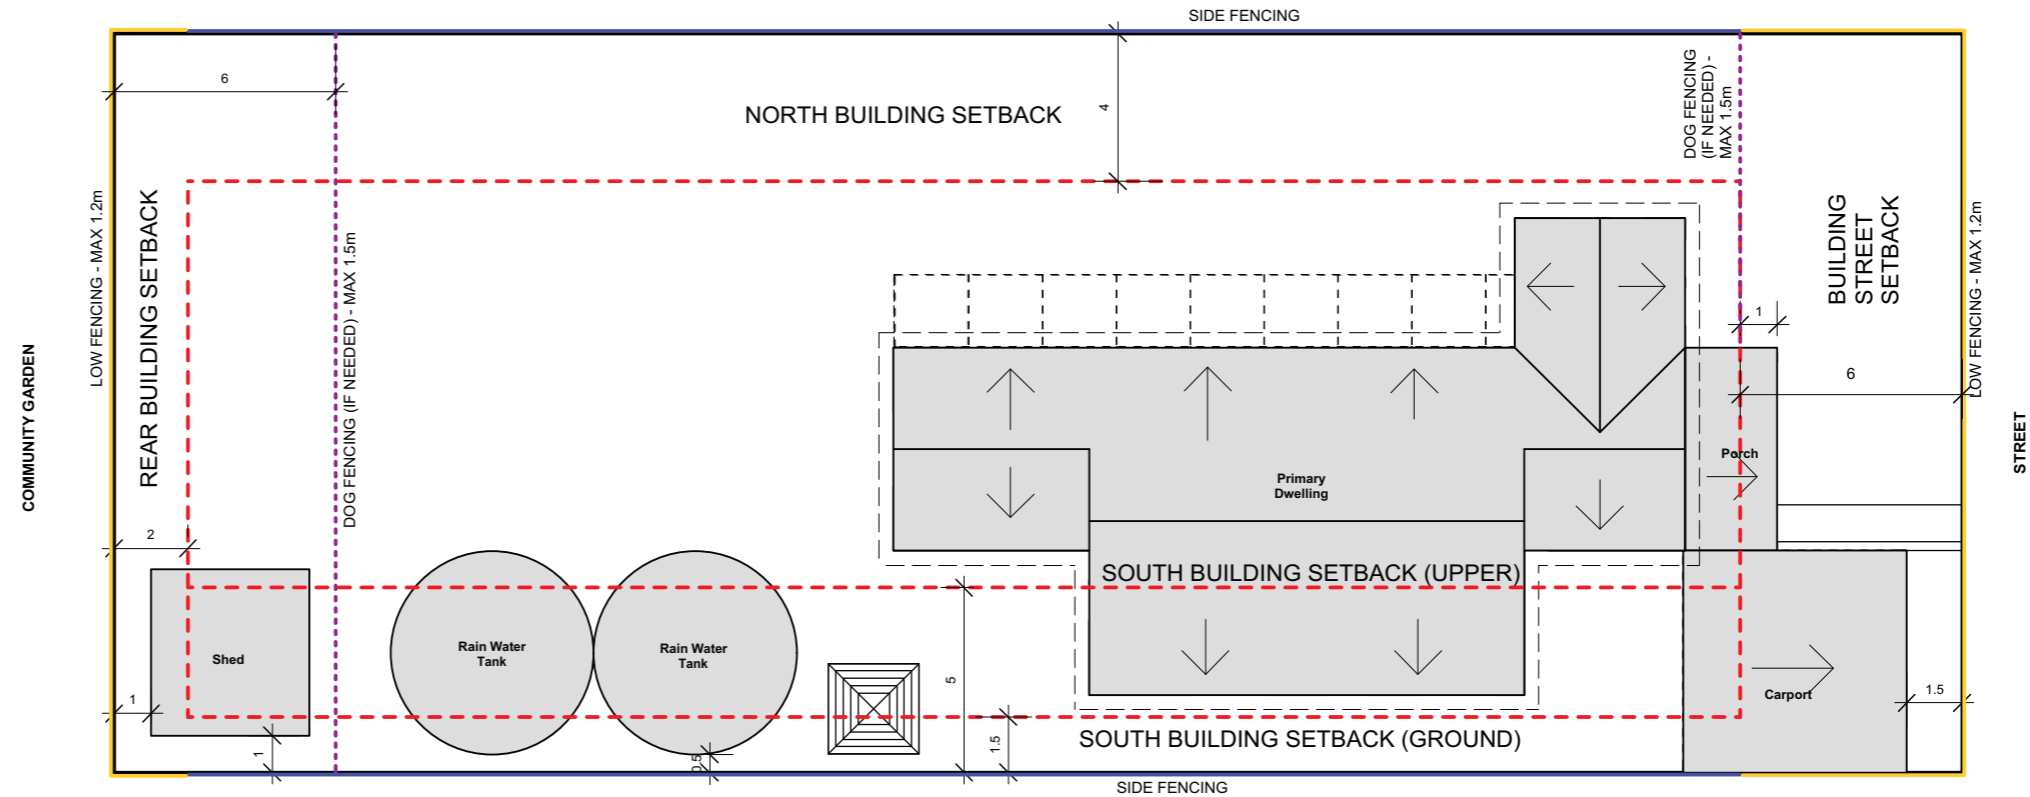 SIDE FENCING
6
NORTH BUILDING SETBACK
4
DOG FENCING
(IF NEEDED) -
MAX 1.5m
COMMUNITY GARDEN
LOW FENCING - MAX 1.2m
REAR BUILDING SETBACK
DOG FENCING (IF NEEDED) - MAX 1.5m
BUILDING
STREET
SETBACK
LOW FENCING - MAX 1.2m
STREET
1
6
Porch
Primary
Dwelling
2
SOUTH BUILDING SETBACK (UPPER)
Shed
Rain Water
Tank
Rain Water
Tank
5
Carport
1.5
1
1
0.5
1.5
SOUTH BUILDING SETBACK (GROUND)
SIDE FENCING